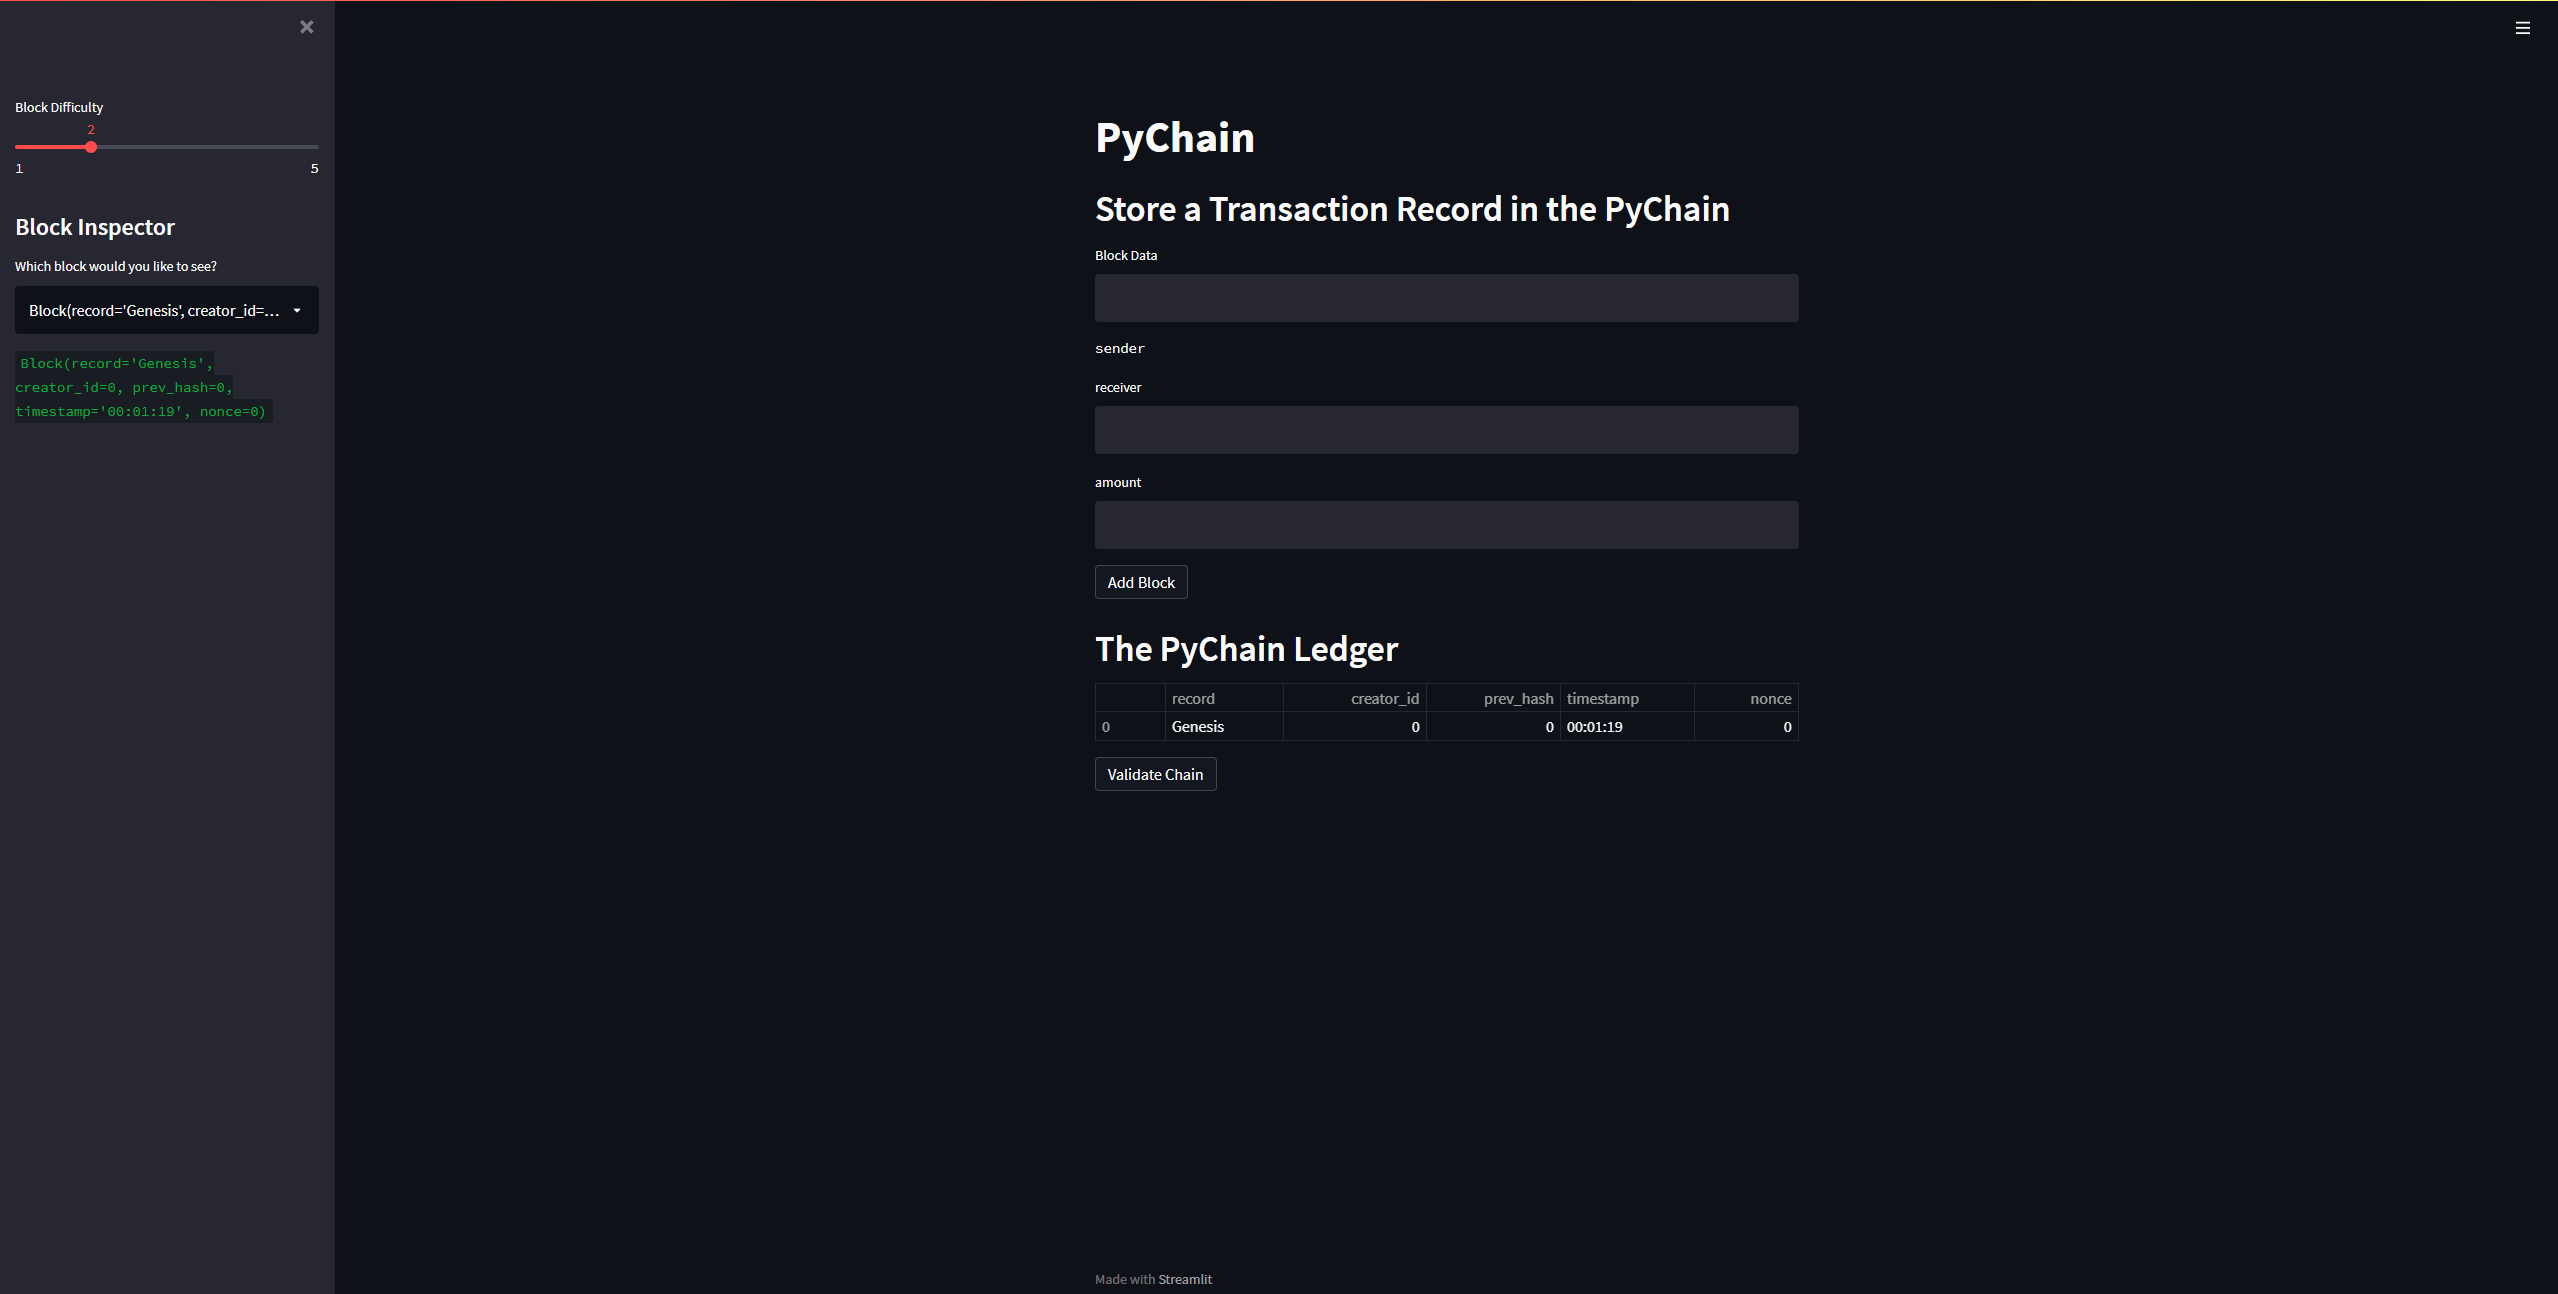 Block Difficulty
2
1 5
Block Inspector
Which block would you like to see?
Block(record='Genesis', creator_id=...
Block(record='Genesis',
creator_id=0, prev_hash=0,
timestamp='00:01:19', nonce=0)
PyChain
Store a Transaction Record in the PyChain
Block Data
sender
receiver
amount
Add Block
The PyChain Ledger
record creator_id prev_hash timestamp nonce
0 Genesis 0 0 00:01:19 0
Validate Chain
Made with Streamlit